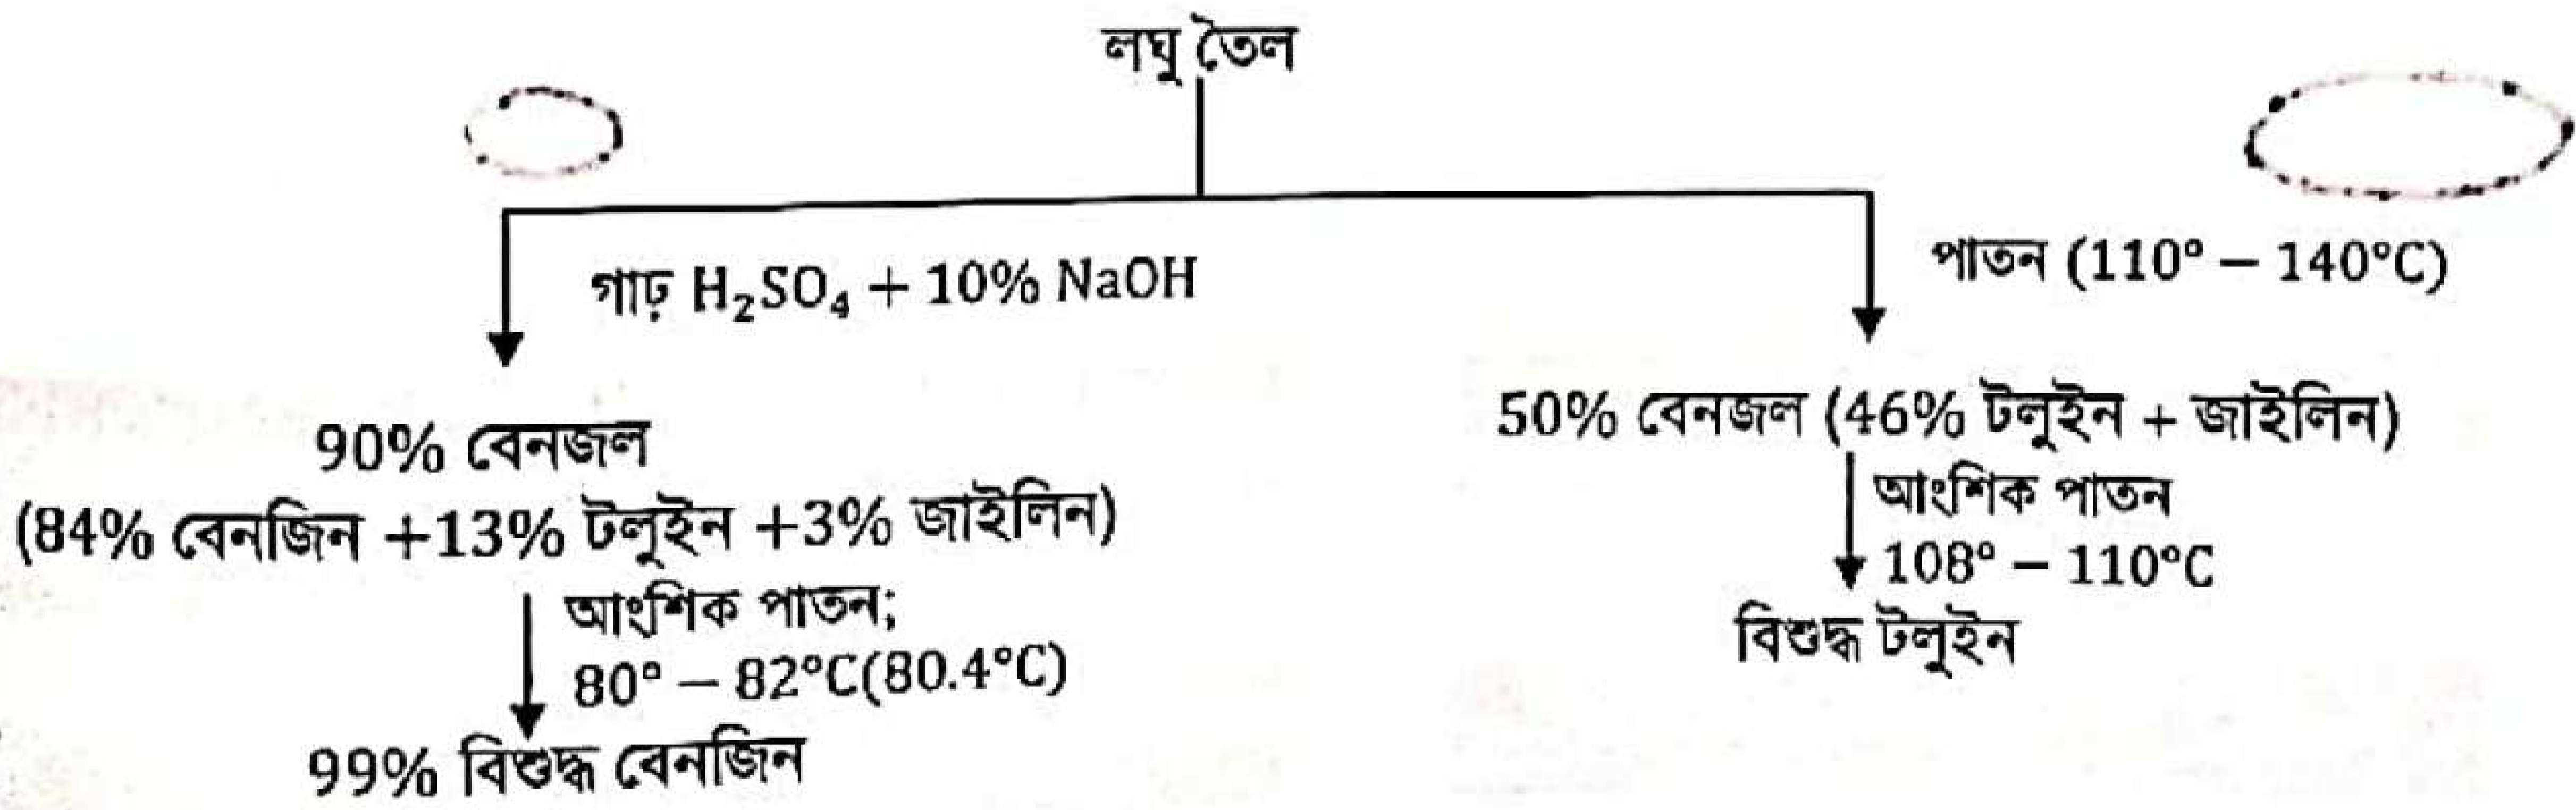 লঘু তৈল
গাঢ় H₂SO₄ + 10% NaOH
90% বেনজল
(84% বেনজিন +13% টলুইন +3% জাইলিন)
আংশিক পাতন;
80° – 82°C(80.4°C)
99% বিশুদ্ধ বেনজিন
পাতন (110° – 140°C)
50% বেনজল (46% টলুইন + জাইলিন)
আংশিক পাতন
108° – 110°C
বিশুদ্ধ টলুইন